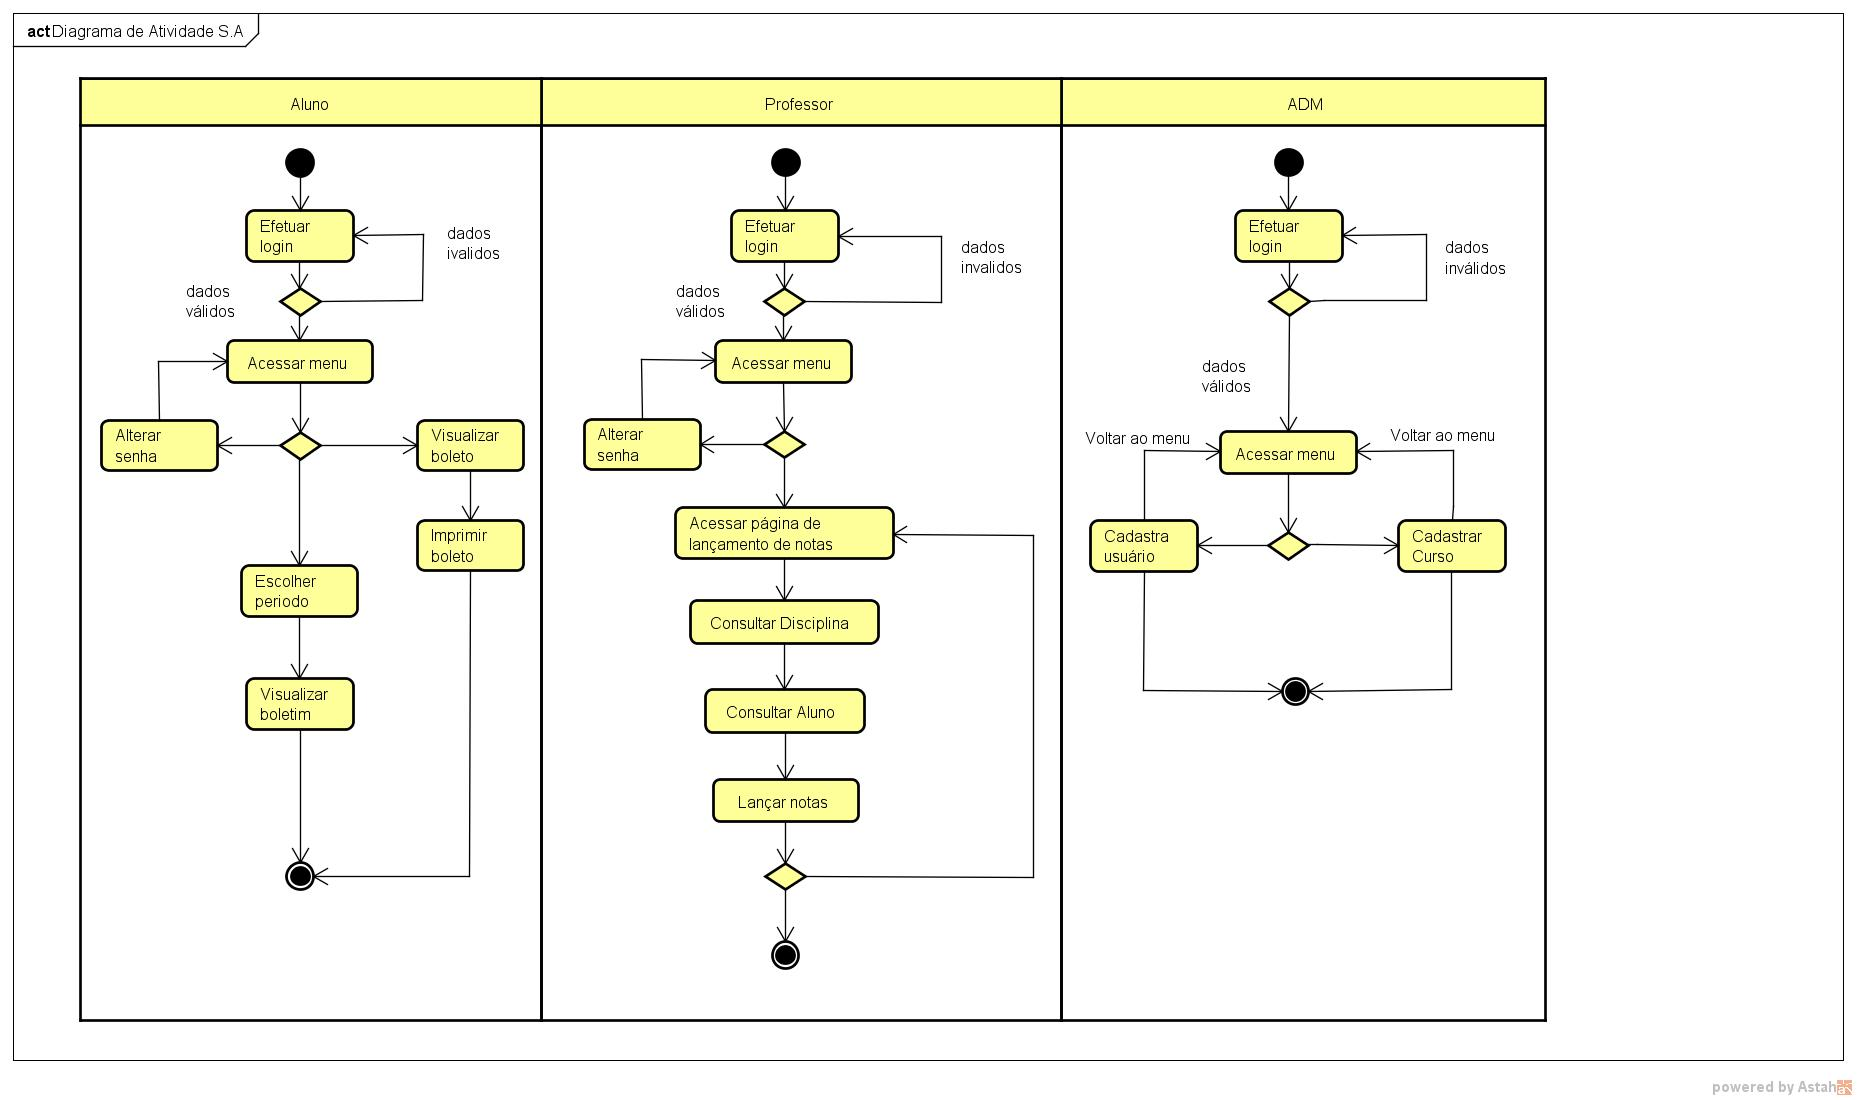 act Diagrama de Atividade S.A
Aluno
Professor
ADM
Efetuar
login
dados
ivalidos
dados
válidos
Acessar menu
Alterar
senha
Visualizar
boleto
Imprimir
boleto
Escolher
periodo
Visualizar
boletim
Efetuar
login
dados
invalidos
dados
válidos
Acessar menu
Alterar
senha
Acessar página de
lançamento de notas
Consultar Disciplina
Consultar Aluno
Lançar notas
Efetuar
login
dados
inválidos
dados
válidos
Voltar ao menu
Voltar ao menu
Acessar menu
Cadastra
usuário
Cadastrar
Curso
powered by Astah